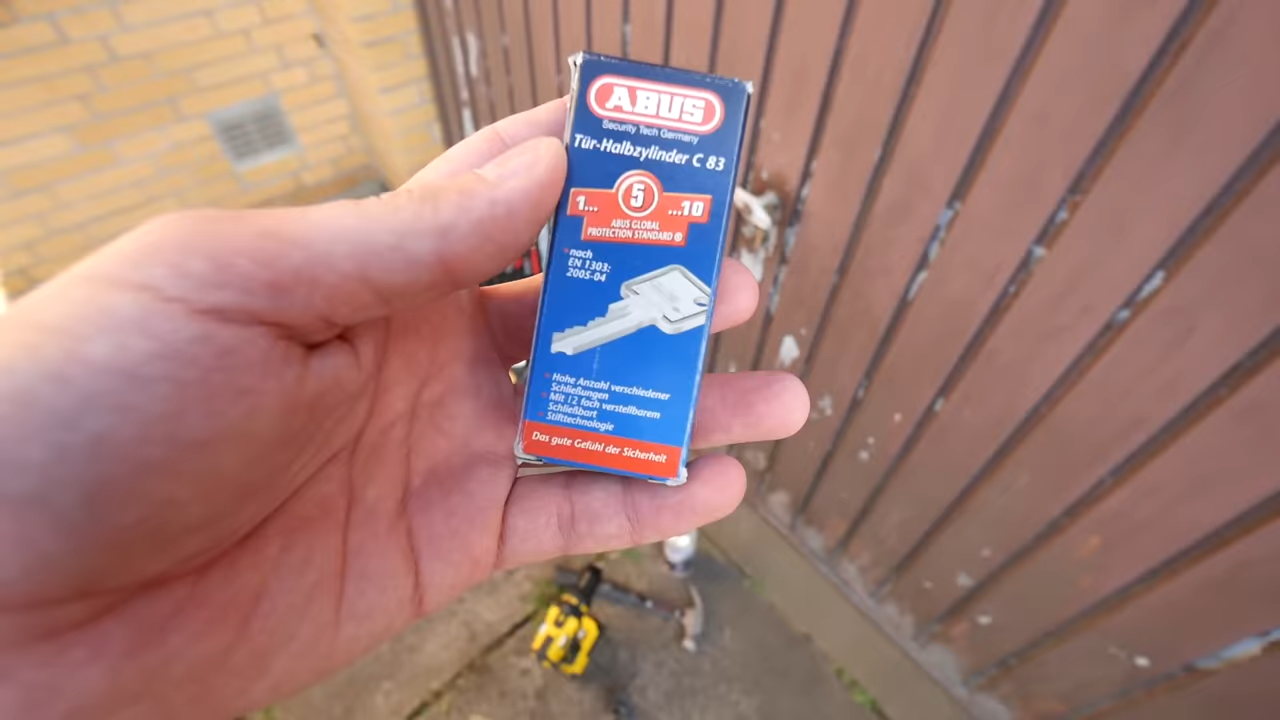 ABUS
Security Tech Germany
Tür-Halbzylinder C 83
1... 5 ...10
ABUS GLOBAL
PROTECTION STANDARD ®
nach
EN 1303:
2005-04
Hohe Anzahl verschiedener
Schließungen
Mit 12 fach verstellbarem
Schließbart
Stifttechnologie
Das gute Gefühl der Sicherheit